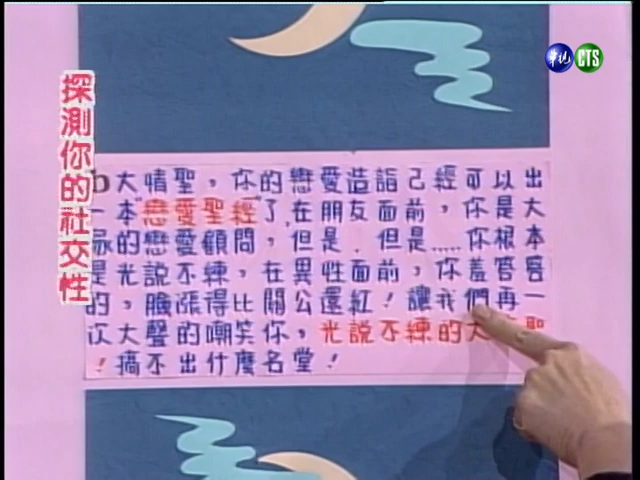 華視 CTS
探測你的社交性
b大情聖,你的戀愛造詣已經可以出
一本"戀愛聖經"了,在朋友面前,你是大
家的戀愛顧問,但是.但是.....你根本
是光說不練,在異性面前,你羞答答
的,臉漲得比關公還紅!讓我們再一
次大聲的嘲笑你,光說不練的大 聖
!搞不出什麼名堂!